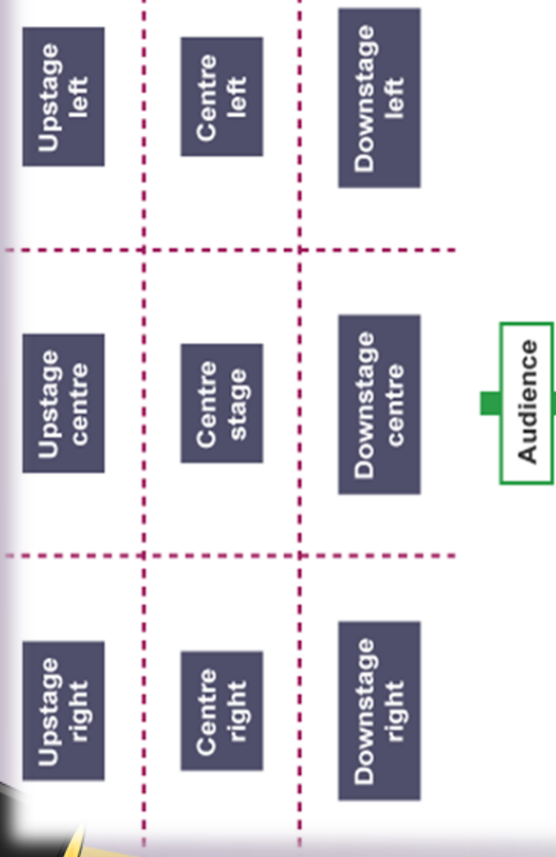 Upstage
right
Upstage
centre
Upstage
left
Centre
right
Centre
stage
Centre
left
Downstage
right
Downstage
centre
Downstage
left
Audience